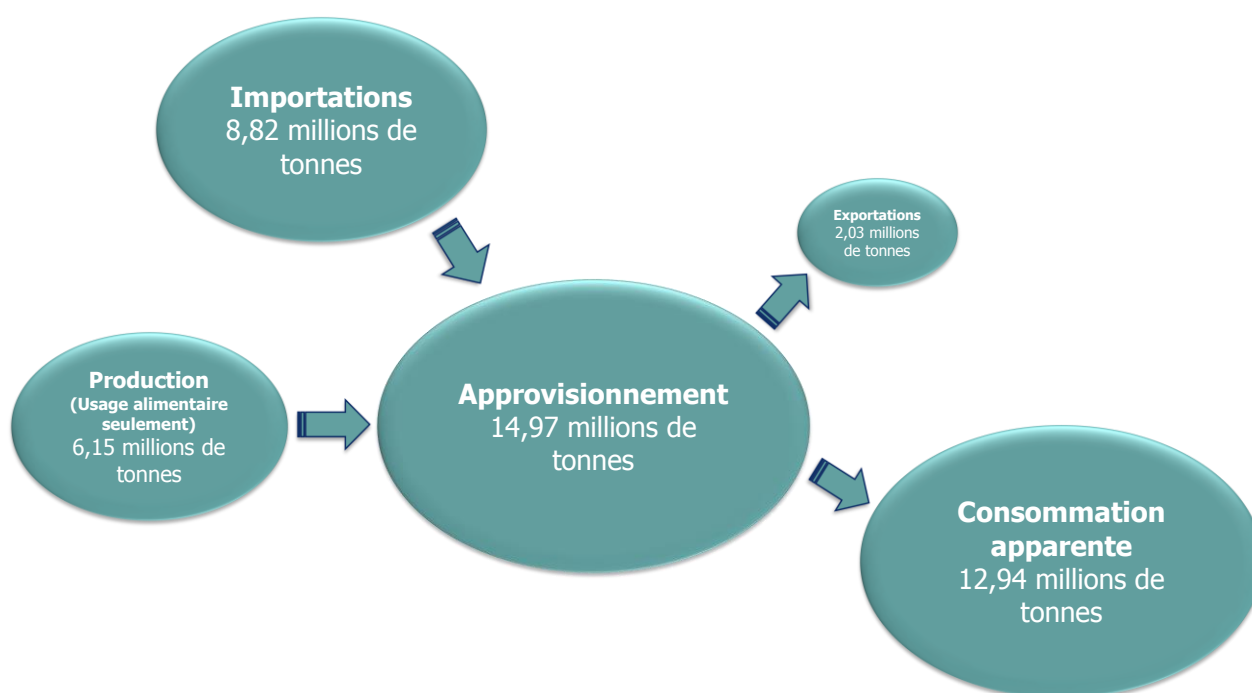 Importations
8,82 millions de
tonnes
Exportations
2,03 millions
de tonnes
Production
(Usage alimentaire
seulement)
6,15 millions de
tonnes
Approvisionnement
14,97 millions de
tonnes
Consommation
apparente
12,94 millions de
tonnes